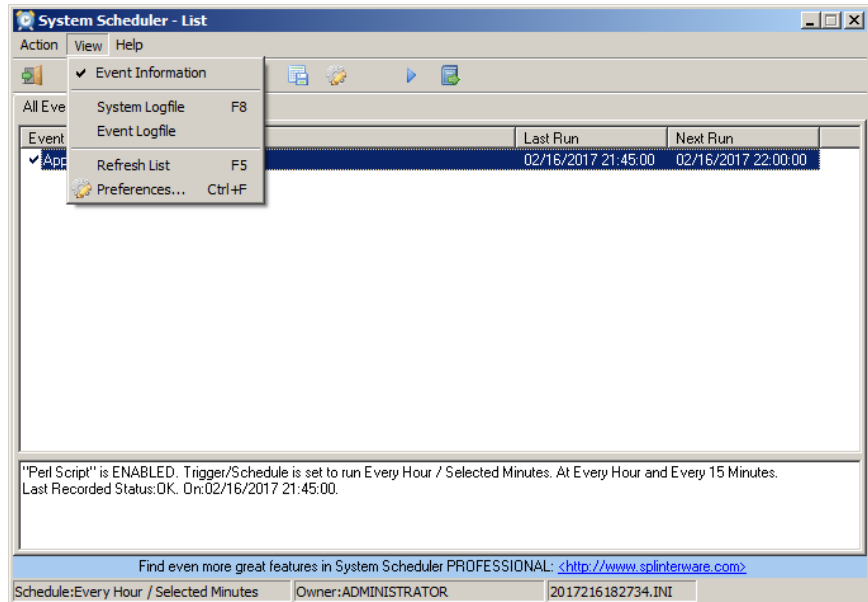 System Scheduler - List
Action View Help
Event Information
System Logfile F8
Event Logfile
Refresh List F5
Preferences... Ctrl+F
All Eve
Event Last Run Next Run
App 02/16/2017 21:45:00 02/16/2017 22:00:00
"Perl Script" is ENABLED. Trigger/Schedule is set to run Every Hour / Selected Minutes. At Every Hour and Every 15 Minutes.
Last Recorded Status:OK. On:02/16/2017 21:45:00.
Find even more great features in System Scheduler PROFESSIONAL: <http://www.splinterware.com>
Schedule:Every Hour / Selected Minutes Owner:ADMINISTRATOR 2017216182734.INI